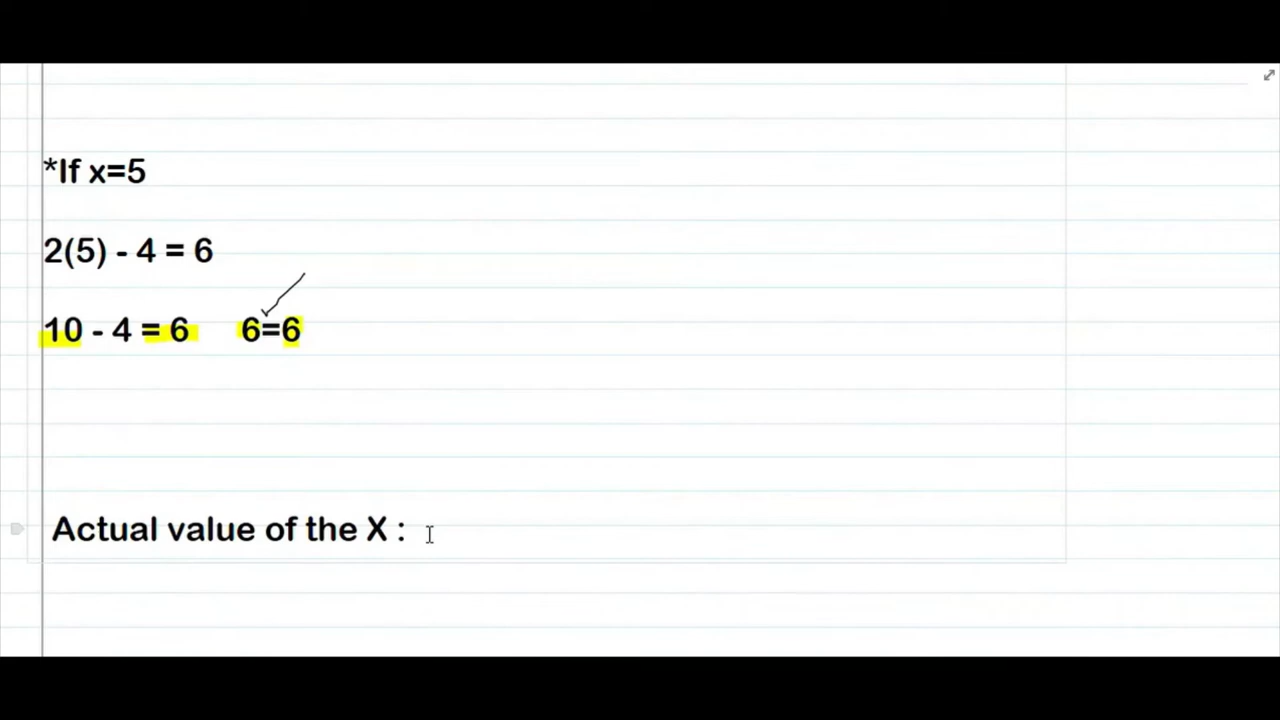 *If x=5
2(5) - 4 = 6
10 - 4 = 6 6=6
Actual value of the X :